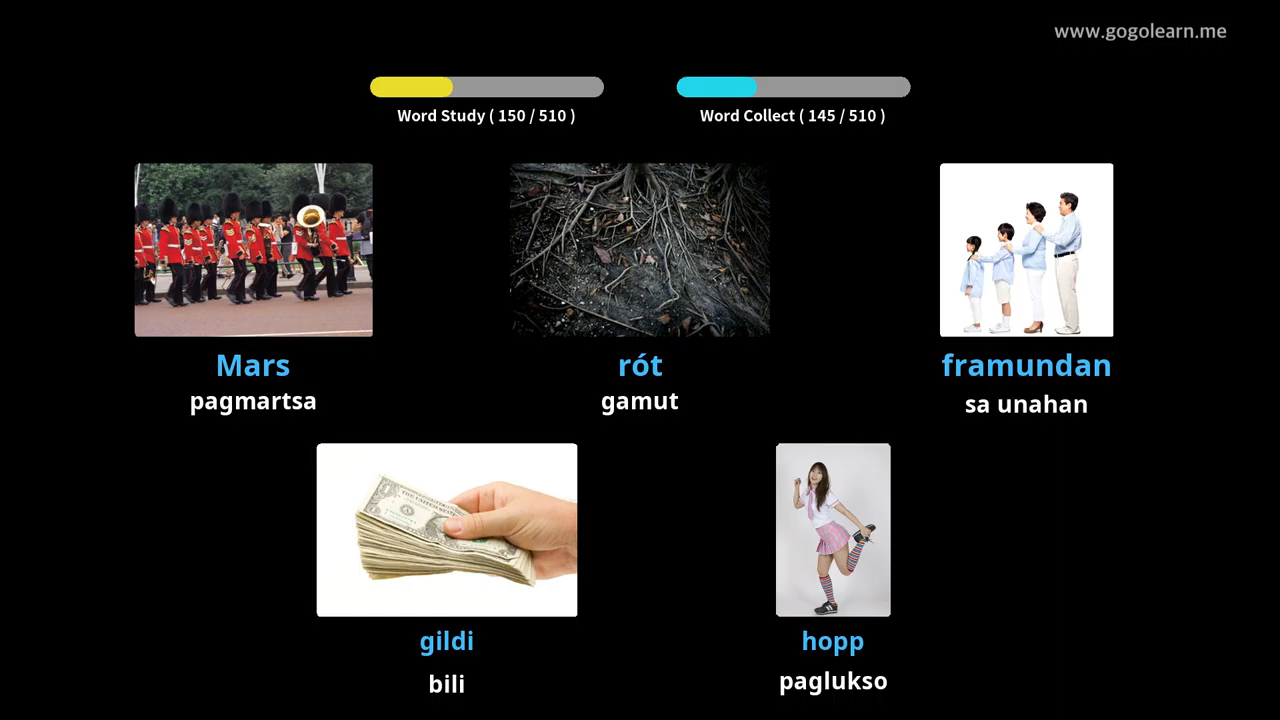 www.gogolearn.me
Word Study ( 150 / 510 )
Word Collect ( 145 / 510 )
Mars
pagmartsa
rót
gamut
framundan
sa unahan
gildi
bili
hopp
paglukso